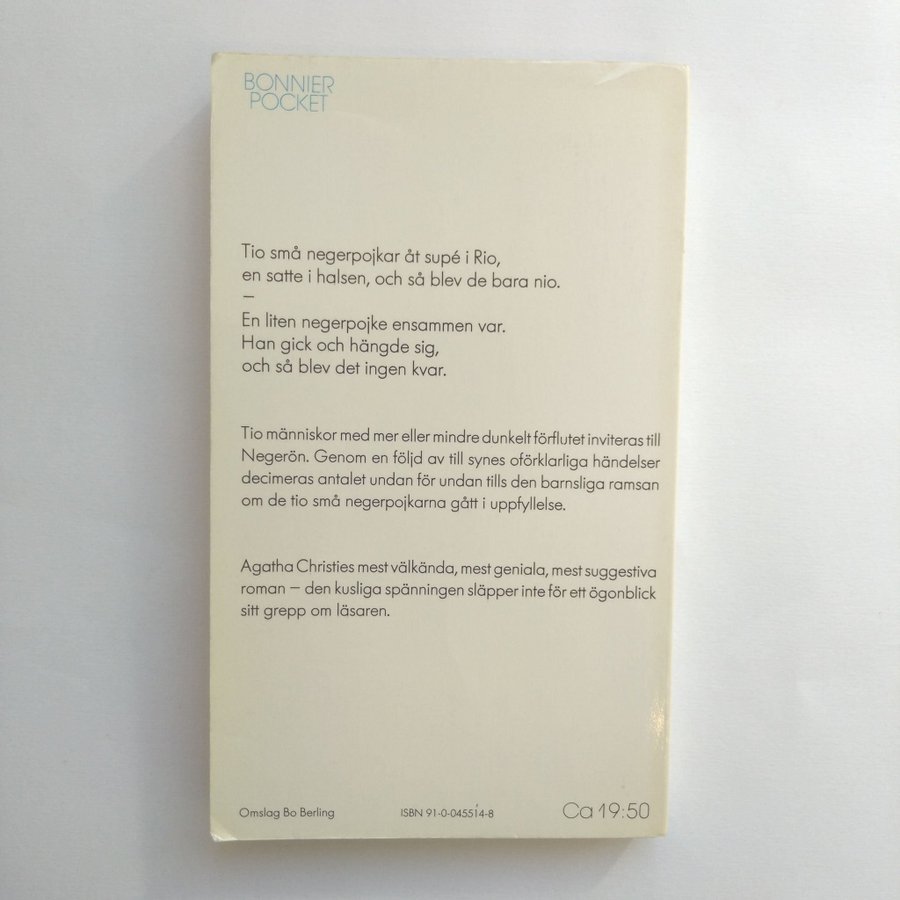 BONNIER
POCKET
Tio små negerpojkar åt supé i Rio,
en satte i halsen, och så blev de bara nio.
—
En liten negerpojke ensammen var.
Han gick och hängde sig,
och så blev det ingen kvar.
Tio människor med mer eller mindre dunkelt förflutet inviteras till
Negerön. Genom en följd av till synes oförklarliga händelser
decimeras antalet undan för undan tills den barnsliga ramsan
om de tio små negerpojkarna gått i uppfyllelse.
Agatha Christies mest välkända, mest geniala, mest suggestiva
roman — den kusliga spänningen släpper inte för ett ögonblick
sitt grepp om läsaren.
Omslag Bo Berling ISBN 91-0-045514-8 Ca 19:50